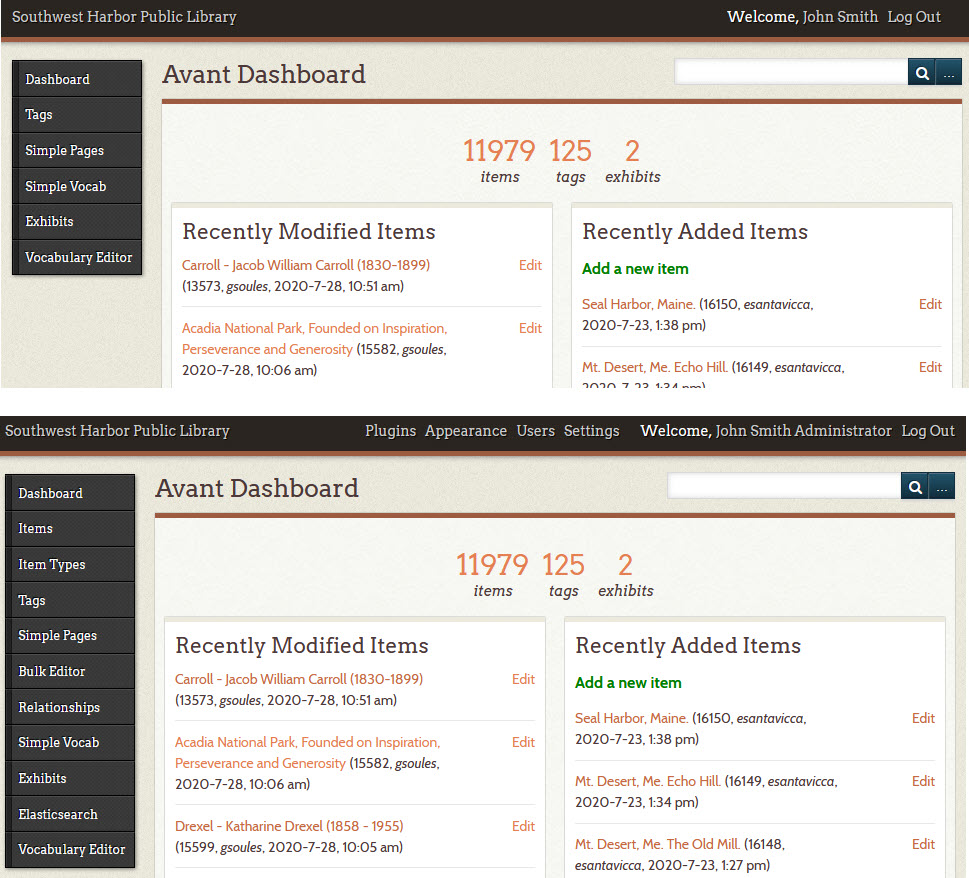 Southwest Harbor Public Library
Welcome, John Smith Log Out
Dashboard
Tags
Simple Pages
Simple Vocab
Exhibits
Vocabulary Editor
Avant Dashboard
...
11979 125 2
items tags exhibits
Recently Modified Items
Carroll - Jacob William Carroll (1830-1899) Edit
(13573, gsoules, 2020-7-28, 10:51 am)
Acadia National Park, Founded on Inspiration, Edit
Perseverance and Generosity (15582, gsoules,
2020-7-28, 10:06 am)
Recently Added Items
Add a new item
Seal Harbor, Maine. (16150, esantavicca, Edit
2020-7-23, 1:38 pm)
Mt. Desert, Me. Echo Hill. (16149, esantavicca, Edit
2020-7-23, 1:34 pm)
Southwest Harbor Public Library
Plugins Appearance Users Settings Welcome, John Smith Administrator Log Out
Dashboard
Items
Item Types
Tags
Simple Pages
Bulk Editor
Relationships
Simple Vocab
Exhibits
Elasticsearch
Vocabulary Editor
Avant Dashboard
...
11979 125 2
items tags exhibits
Recently Modified Items
Carroll - Jacob William Carroll (1830-1899) Edit
(13573, gsoules, 2020-7-28, 10:51 am)
Acadia National Park, Founded on Inspiration, Edit
Perseverance and Generosity (15582, gsoules,
2020-7-28, 10:06 am)
Drexel - Katharine Drexel (1858 - 1955) Edit
(15599, gsoules, 2020-7-28, 10:05 am)
Recently Added Items
Add a new item
Seal Harbor, Maine. (16150, esantavicca, Edit
2020-7-23, 1:38 pm)
Mt. Desert, Me. Echo Hill. (16149, esantavicca, Edit
2020-7-23, 1:34 pm)
Mt. Desert, Me. The Old Mill. (16148, Edit
esantavicca, 2020-7-23, 1:27 pm)